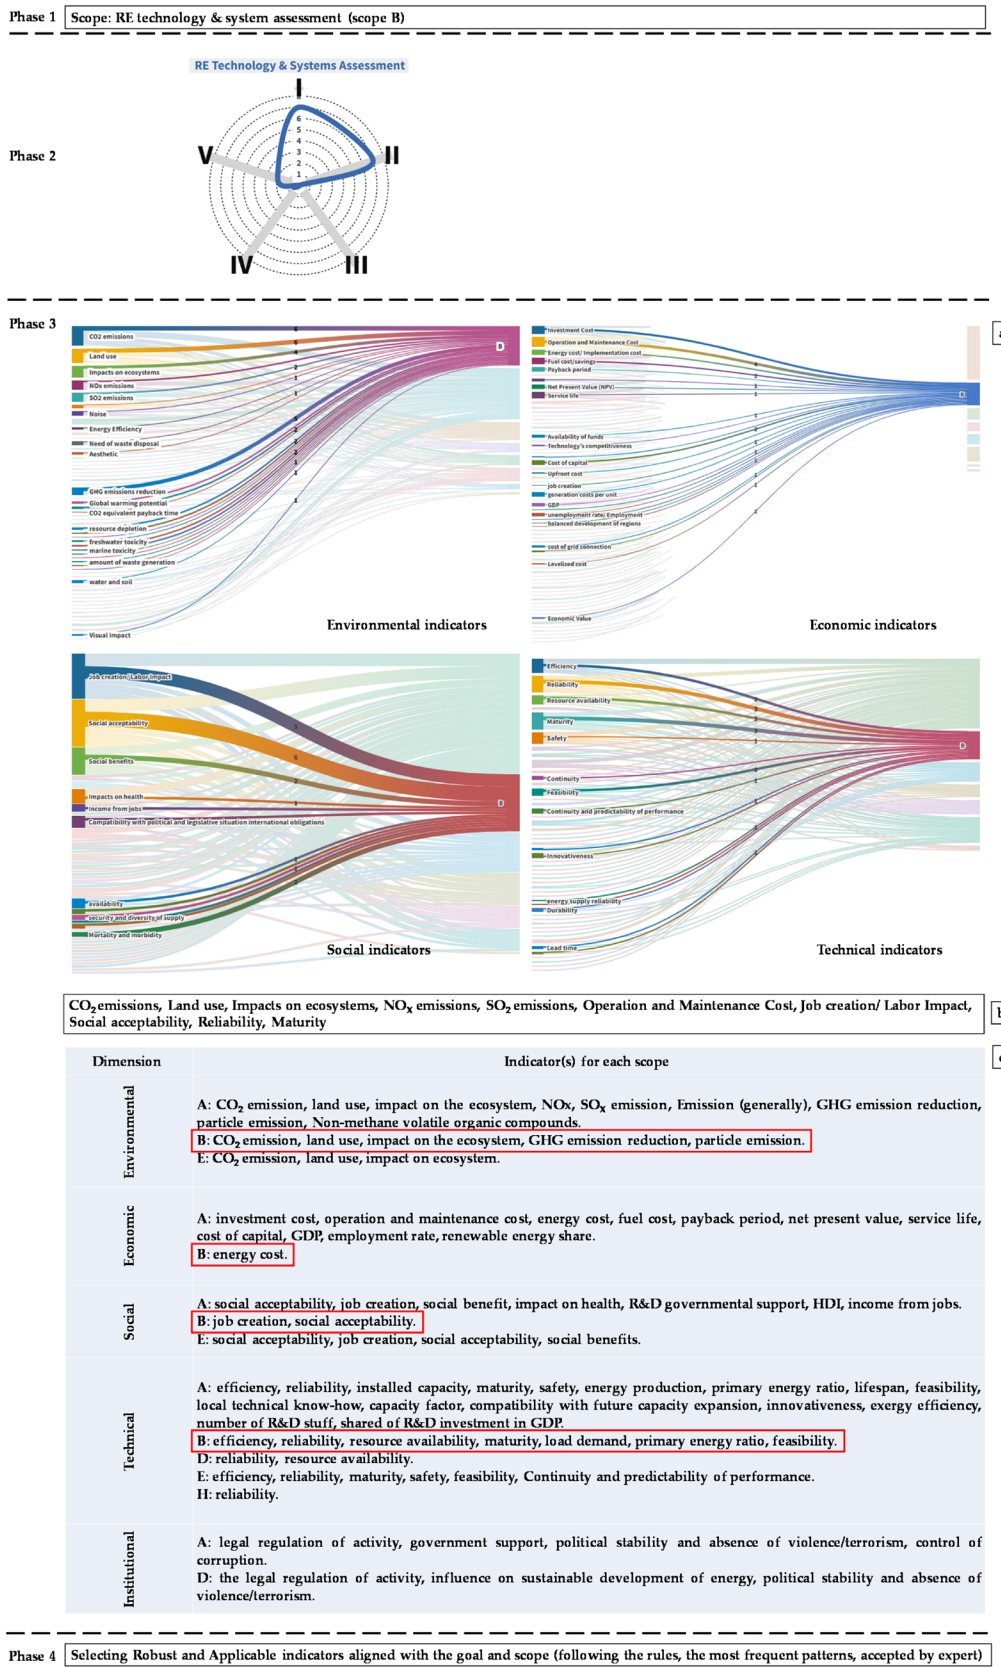 Phase 1
Scope: RE technology & system assessment (scope B)
RE Technology & Systems Assessment
I
6
5
4
3
2
1
II
V
IV
III
Phase 2
Phase 3
CO2 emissions
Land use
Impacts on ecosystems
NOx emissions
SO2 emissions
Noise
Energy Efficiency
Need of waste disposal
Aesthetic
GHG emissions reduction
Global warming potential
CO2 equivalent payback time
resource depletion
freshwater toxicity
marine toxicity
amount of waste generation
water and soil
Visual Impact
B
Environmental indicators
Investment Cost
Operation and Maintenance Cost
Energy cost/ Implementation cost
Fuel cost/savings
Payback period
Net Present Value (NPV)
Service life
Availability of funds
Technology's competitiveness
Cost of capital
Upfront cost
job creation
generation costs per unit
GDP
unemployment rate/ Employment
balanced development of regions
cost of grid connection
Levelized cost
Economic Value
B
Economic indicators
Job creation/Labor Impact
Social acceptability
Social benefits
Impacts on health
Income from jobs
Compatibility with political and legislative situation international obligations
availability
security and diversity of supply
Mortality and morbidity
B
Social indicators
Efficiency
Reliability
Resource availability
Maturity
Safety
Continuity
Feasibility
Continuity and predictability of performance
Innovativeness
energy supply reliability
Durability
Lead time
B
Technical indicators
CO2 emissions, Land use, Impacts on ecosystems, NOx emissions, SO2 emissions, Operation and Maintenance Cost, Job creation/ Labor Impact,
Social acceptability, Reliability, Maturity
Dimension
Indicator(s) for each scope
Environmental
A: CO2 emission, land use, impact on the ecosystem, NOx, SOx emission, Emission (generally), GHG emission reduction,
particle emission, Non-methane volatile organic compounds.
B: CO2 emission, land use, impact on the ecosystem, GHG emission reduction, particle emission.
E: CO2 emission, land use, impact on ecosystem.
Economic
A: investment cost, operation and maintenance cost, energy cost, fuel cost, payback period, net present value, service life,
cost of capital, GDP, employment rate, renewable energy share.
B: energy cost.
Social
A: social acceptability, job creation, social benefit, impact on health, R&D governmental support, HDI, income from jobs.
B: job creation, social acceptability.
E: social acceptability, job creation, social acceptability, social benefits.
Technical
A: efficiency, reliability, installed capacity, maturity, safety, energy production, primary energy ratio, lifespan, feasibility,
local technical know-how, capacity factor, compatibility with future capacity expansion, innovativeness, exergy efficiency,
number of R&D stuff, shared of R&D investment in GDP.
B: efficiency, reliability, resource availability, maturity, load demand, primary energy ratio, feasibility.
D: reliability, resource availability.
E: efficiency, reliability, maturity, safety, feasibility, Continuity and predictability of performance.
H: reliability.
Institutional
A: legal regulation of activity, government support, political stability and absence of violence/terrorism, control of
corruption.
D: the legal regulation of activity, influence on sustainable development of energy, political stability and absence of
violence/terrorism.
Phase 4
Selecting Robust and Applicable indicators aligned with the goal and scope (following the rules, the most frequent patterns, accepted by expert)